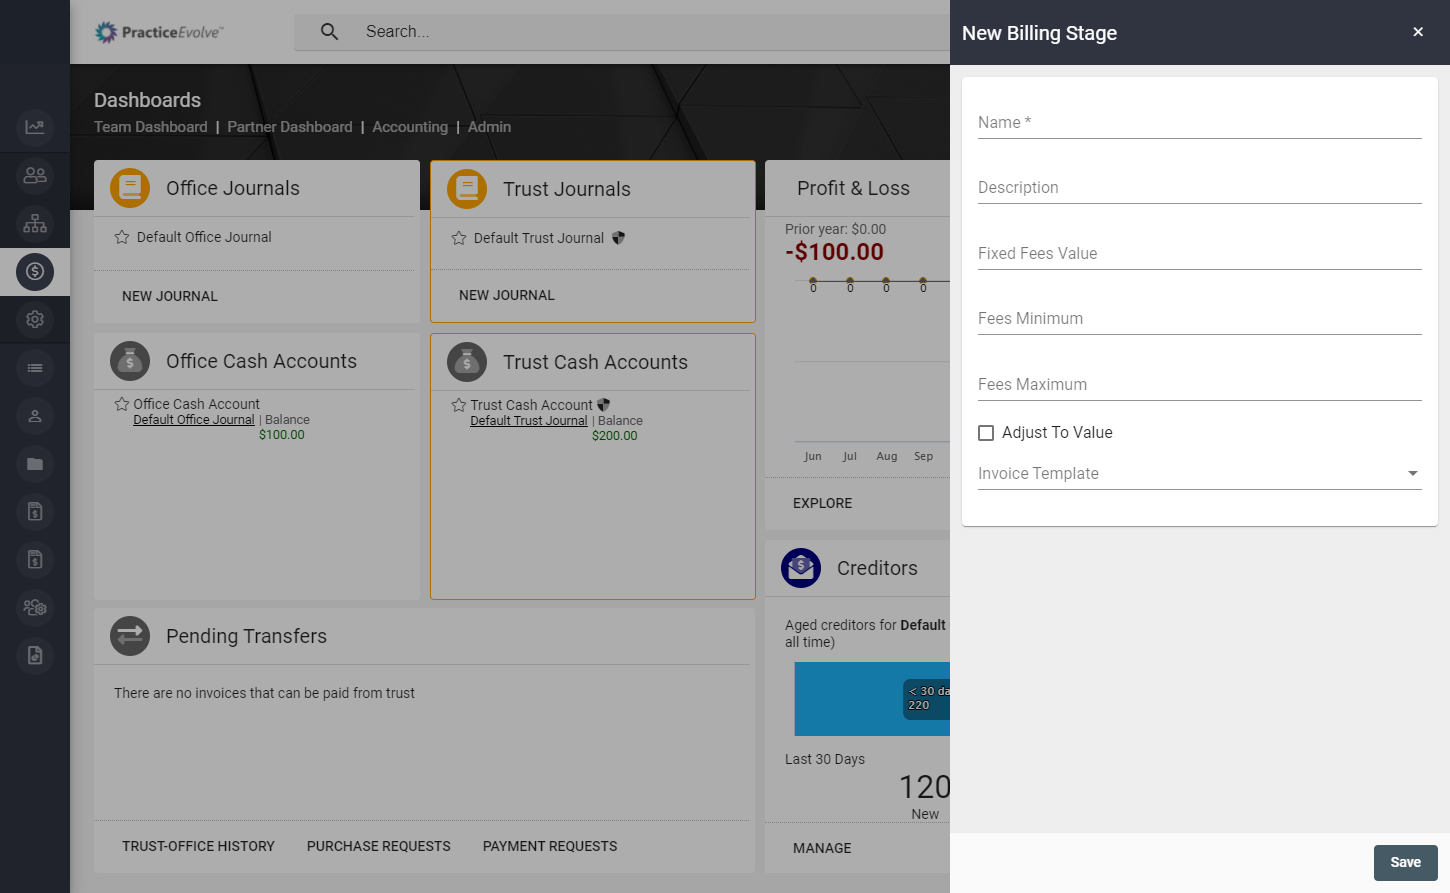 PracticeEvolve™
Search...
Dashboards
Team Dashboard | Partner Dashboard | Accounting | Admin
Office Journals
Default Office Journal
NEW JOURNAL
Trust Journals
Default Trust Journal
NEW JOURNAL
Profit & Loss
Prior year: $0.00
-$100.00
0 0 0 0
Jun Jul Aug Sep
EXPLORE
Office Cash Accounts
Office Cash Account
Default Office Journal | Balance
$100.00
Trust Cash Accounts
Trust Cash Account
Default Trust Journal | Balance
$200.00
Creditors
Aged creditors for Default
all time)
< 30 da
220
Last 30 Days
120
New
MANAGE
Pending Transfers
There are no invoices that can be paid from trust
TRUST-OFFICE HISTORY PURCHASE REQUESTS PAYMENT REQUESTS
New Billing Stage
Name *
Description
Fixed Fees Value
Fees Minimum
Fees Maximum
Adjust To Value
Invoice Template
Save